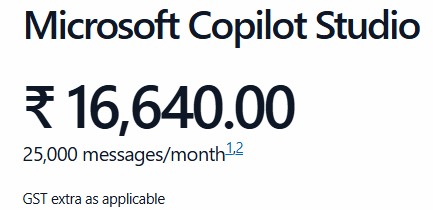 Microsoft Copilot Studio
₹ 16,640.00
25,000 messages/month1,2
GST extra as applicable